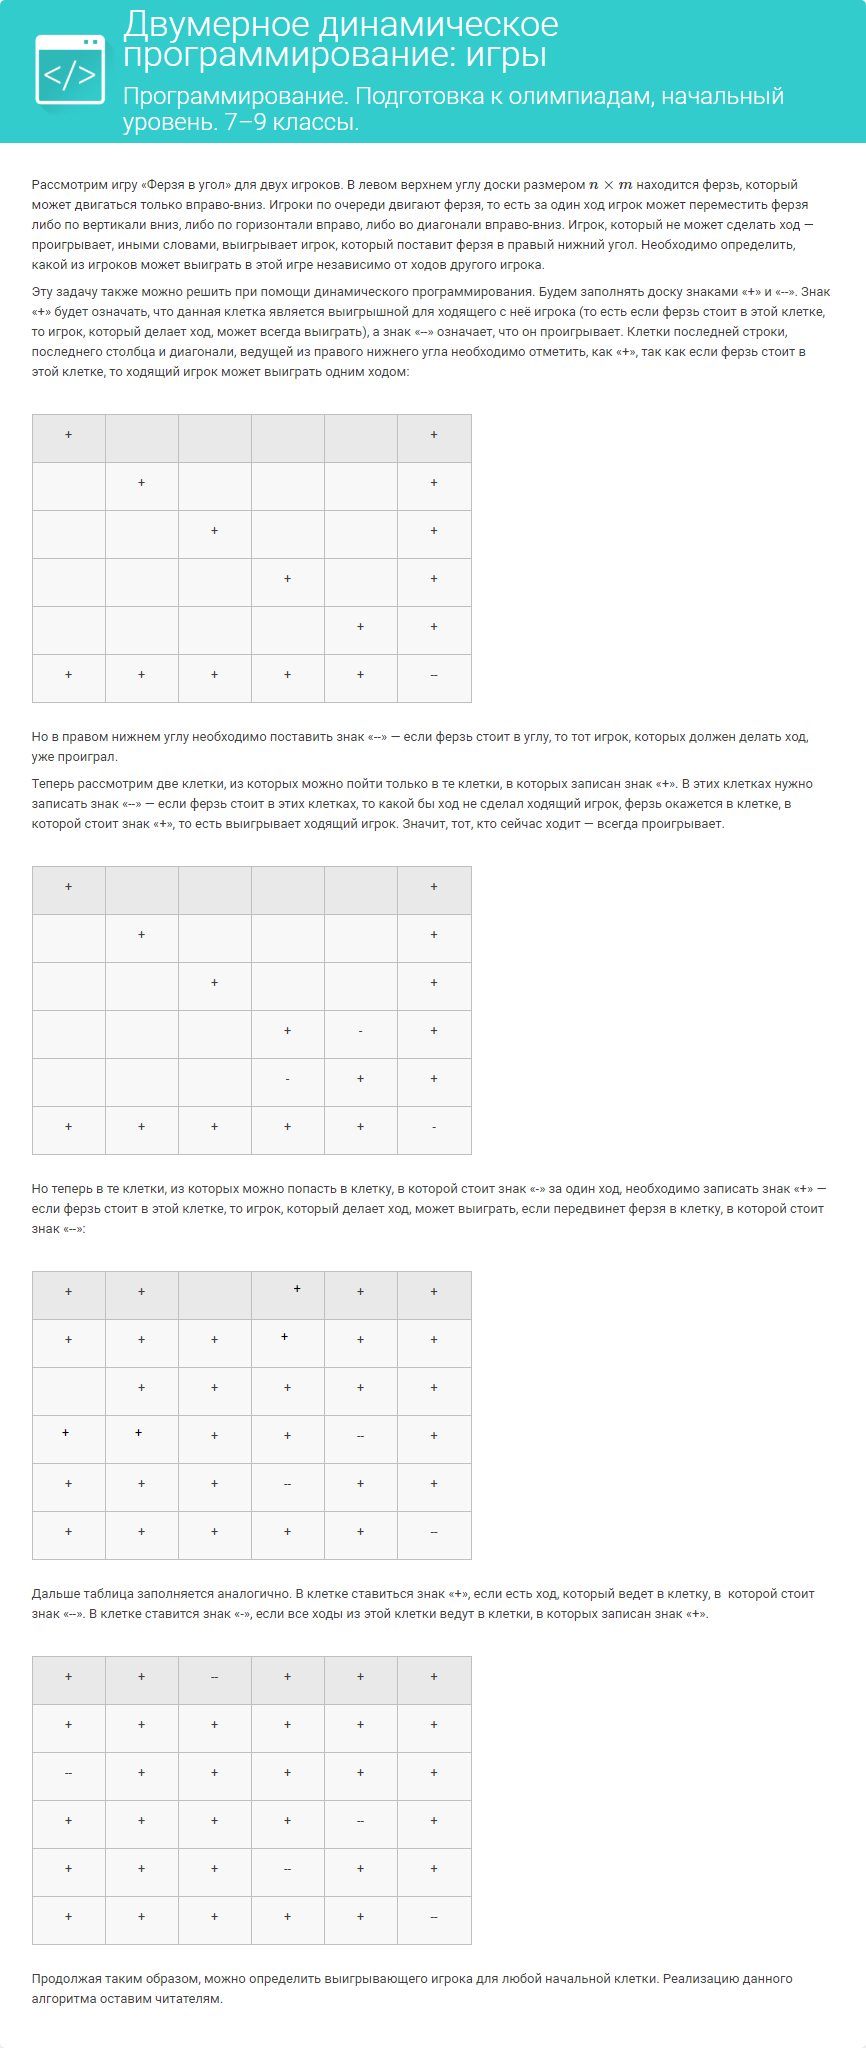 Двумерное динамическое
программирование: игры
</>
Программирование. Подготовка к олимпиадам, начальный
уровень. 7–9 классы.
Рассмотрим игру «Ферзя в угол» для двух игроков. В левом верхнем углу доски размером n × m находится ферзь, который
может двигаться только вправо-вниз. Игроки по очереди двигают ферзя, то есть за один ход игрок может переместить ферзя
либо по вертикали вниз, либо по горизонтали вправо, либо во диагонали вправо-вниз. Игрок, который не может сделать ход —
проигрывает, иными словами, выигрывает игрок, который поставит ферзя в правый нижний угол. Необходимо определить,
какой из игроков может выиграть в этой игре независимо от ходов другого игрока.
Эту задачу также можно решить при помощи динамического программирования. Будем заполнять доску знаками «+» и «--». Знак
«+» будет означать, что данная клетка является выигрышной для ходящего с неё игрока (то есть если ферзь стоит в этой клетке,
то игрок, который делает ход, может всегда выиграть), а знак «--» означает, что он проигрывает. Клетки последней строки,
последнего столбца и диагонали, ведущей из правого нижнего угла необходимо отметить, как «+», так как если ферзь стоит в
этой клетке, то ходящий игрок может выиграть одним ходом:
+ +
+ +
+ +
+ +
+ +
+ + + + + --
Но в правом нижнем углу необходимо поставить знак «--» — если ферзь стоит в углу, то тот игрок, которых должен делать ход,
уже проиграл.
Теперь рассмотрим две клетки, из которых можно пойти только в те клетки, в которых записан знак «+». В этих клетках нужно
записать знак «--» — если ферзь стоит в этих клетках, то какой бы ход не сделал ходящий игрок, ферзь окажется в клетке, в
которой стоит знак «+», то есть выигрывает ходящий игрок. Значит, тот, кто сейчас ходит — всегда проигрывает.
+ +
+ +
+ +
+ - +
- + +
+ + + + + -
Но теперь в те клетки, из которых можно попасть в клетку, в которой стоит знак «-» за один ход, необходимо записать знак «+» —
если ферзь стоит в этой клетке, то игрок, который делает ход, может выиграть, если передвинет ферзя в клетку, в которой стоит
знак «--»:
+ + + + +
+ + + + + +
+ + + + +
+ + + + -- +
+ + + -- + +
+ + + + + --
Дальше таблица заполняется аналогично. В клетке ставиться знак «+», если есть ход, который ведет в клетку, в которой стоит
знак «--». В клетке ставится знак «-», если все ходы из этой клетки ведут в клетки, в которых записан знак «+».
+ + -- + + +
+ + + + + +
-- + + + + +
+ + + + -- +
+ + + -- + +
+ + + + + --
Продолжая таким образом, можно определить выигрывающего игрока для любой начальной клетки. Реализацию данного
алгоритма оставим читателям.